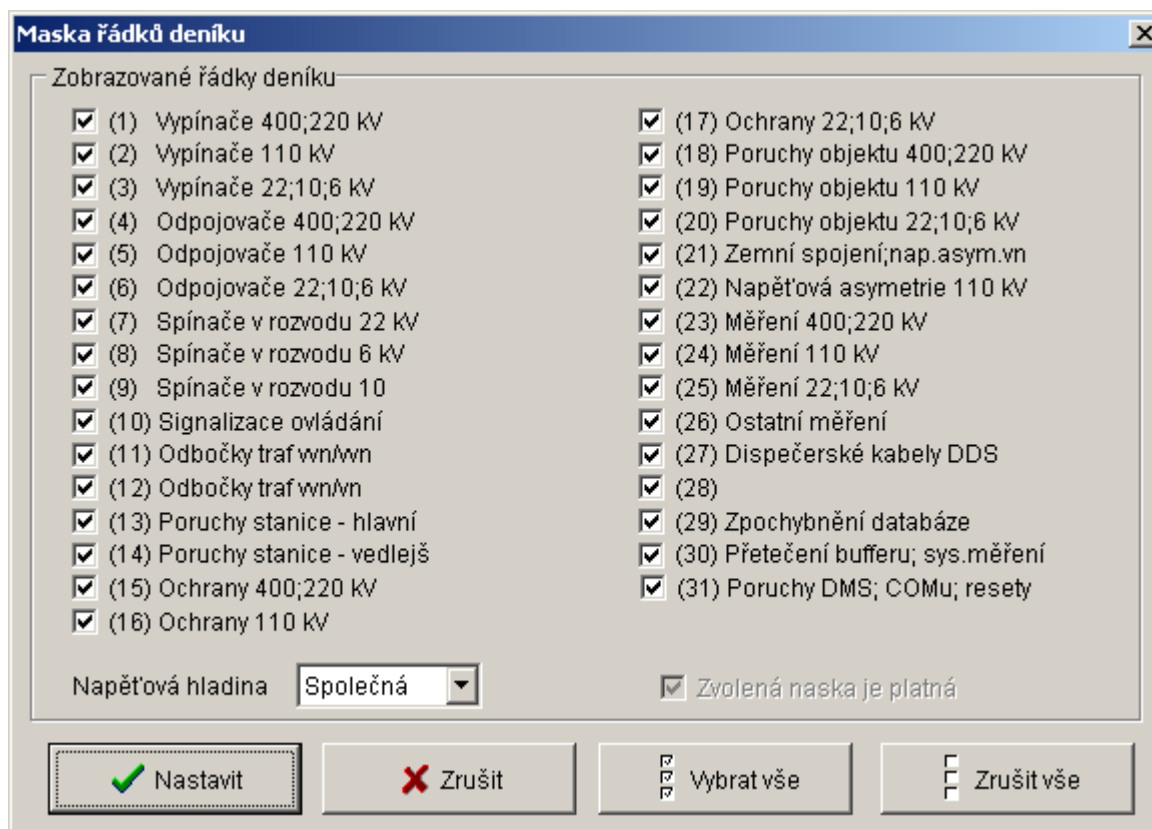 Maska řádků deníku
Zobrazované řádky deníku
(1) Vypínače 400;220 kV
(2) Vypínače 110 kV
(3) Vypínače 22;10;6 kV
(4) Odpojovače 400;220 kV
(5) Odpojovače 110 kV
(6) Odpojovače 22;10;6 kV
(7) Spínače v rozvodu 22 kV
(8) Spínače v rozvodu 6 kV
(9) Spínače v rozvodu 10
(10) Signalizace ovládání
(11) Odbočky traf vvn/vvn
(12) Odbočky traf vvn/vn
(13) Poruchy stanice - hlavní
(14) Poruchy stanice - vedlejš
(15) Ochrany 400;220 kV
(16) Ochrany 110 kV
(17) Ochrany 22;10;6 kV
(18) Poruchy objektu 400;220 kV
(19) Poruchy objektu 110 kV
(20) Poruchy objektu 22;10;6 kV
(21) Zemní spojení;nap.asym.vn
(22) Napěťová asymetrie 110 kV
(23) Měření 400;220 kV
(24) Měření 110 kV
(25) Měření 22;10;6 kV
(26) Ostatní měření
(27) Dispečerské kabely DDS
(28)
(29) Zpochybnění databáze
(30) Přetečení bufferu; sys.měření
(31) Poruchy DMS; COMu; resety
Napěťová hladina Společná
Zvolená naska je platná
Nastavit
Zrušit
Vybrat vše
Zrušit vše